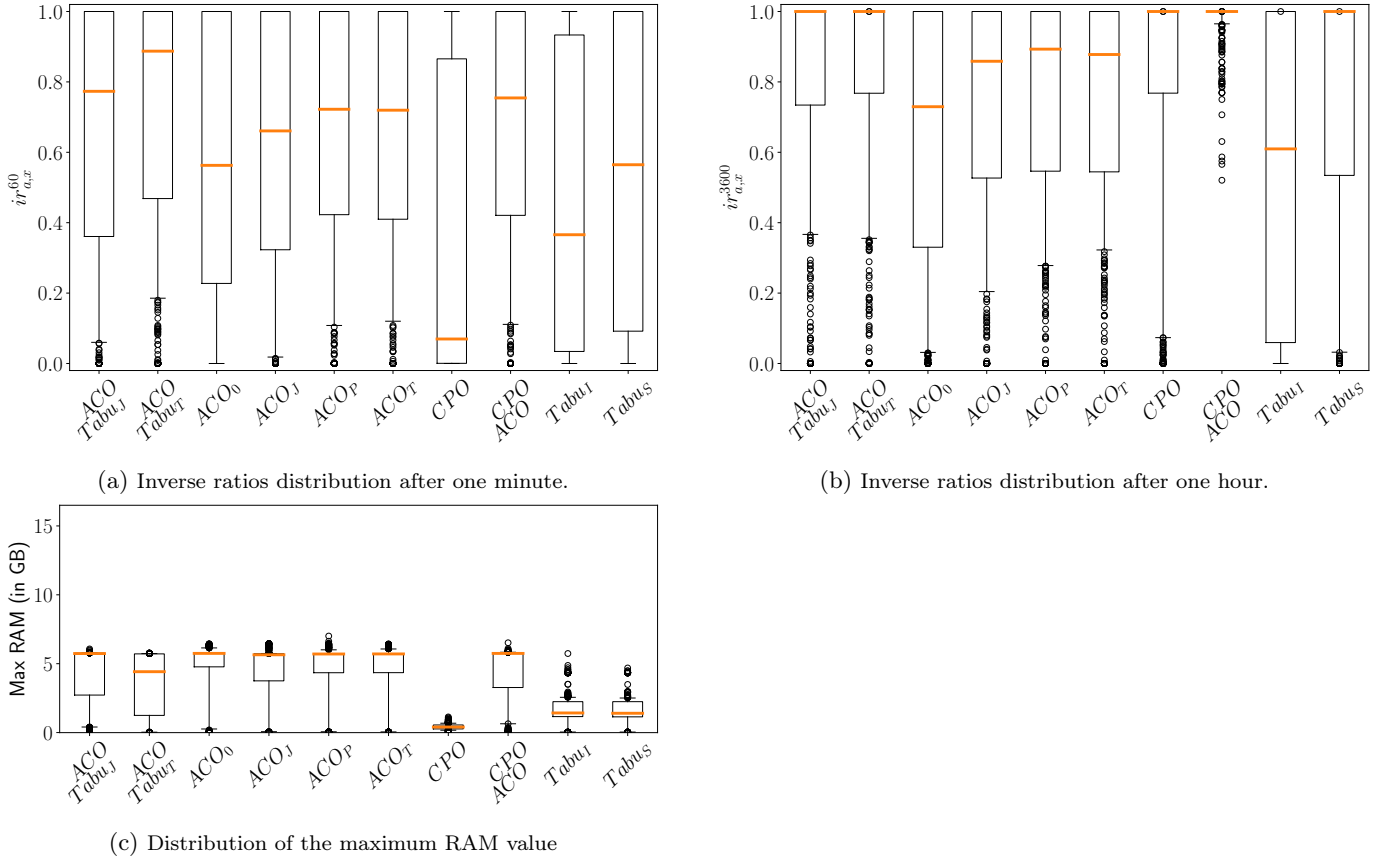 1.0
0.8
0.6
0.4
0.2
0.0
ir^{60}_{a,x}
ACO Tabu_J
ACO Tabu_T
ACO_0
ACO_J
ACO_P
ACO_T
CPO
CPO ACO
Tabu_I
Tabu_S
(a) Inverse ratios distribution after one minute.
1.0
0.8
0.6
0.4
0.2
0.0
ir^{3600}_{a,x}
ACO Tabu_J
ACO Tabu_T
ACO_0
ACO_J
ACO_P
ACO_T
CPO
CPO ACO
Tabu_I
Tabu_S
(b) Inverse ratios distribution after one hour.
15
10
5
0
Max RAM (in GB)
ACO Tabu_J
ACO Tabu_T
ACO_0
ACO_J
ACO_P
ACO_T
CPO
CPO ACO
Tabu_I
Tabu_S
(c) Distribution of the maximum RAM value